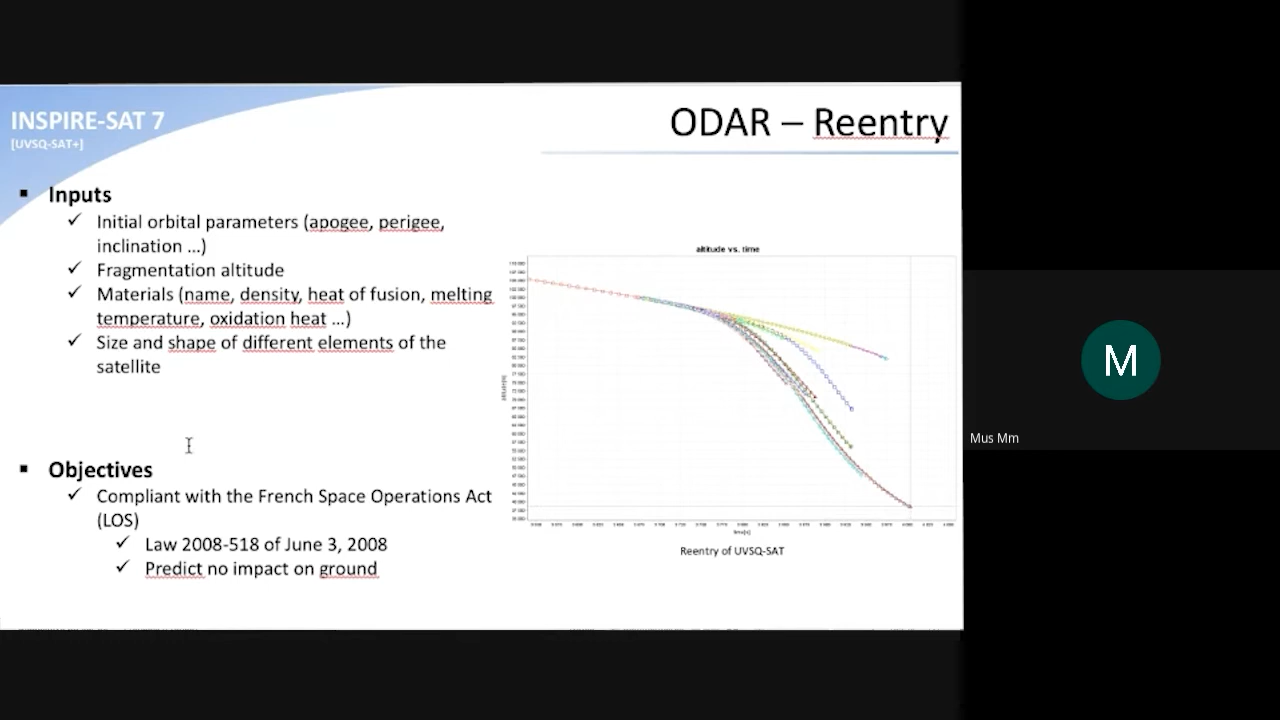 INSPIRE-SAT 7
[UVSQ-SAT+]
ODAR – Reentry
Inputs
Initial orbital parameters (apogee, perigee,
inclination ...)
Fragmentation altitude
Materials (name, density, heat of fusion, melting
temperature, oxidation heat ...)
Size and shape of different elements of the
satellite
Objectives
Compliant with the French Space Operations Act
(LOS)
Law 2008-518 of June 3, 2008
Predict no impact on ground
altitude vs. time
Reentry of UVSQ-SAT
M
Mus Mm